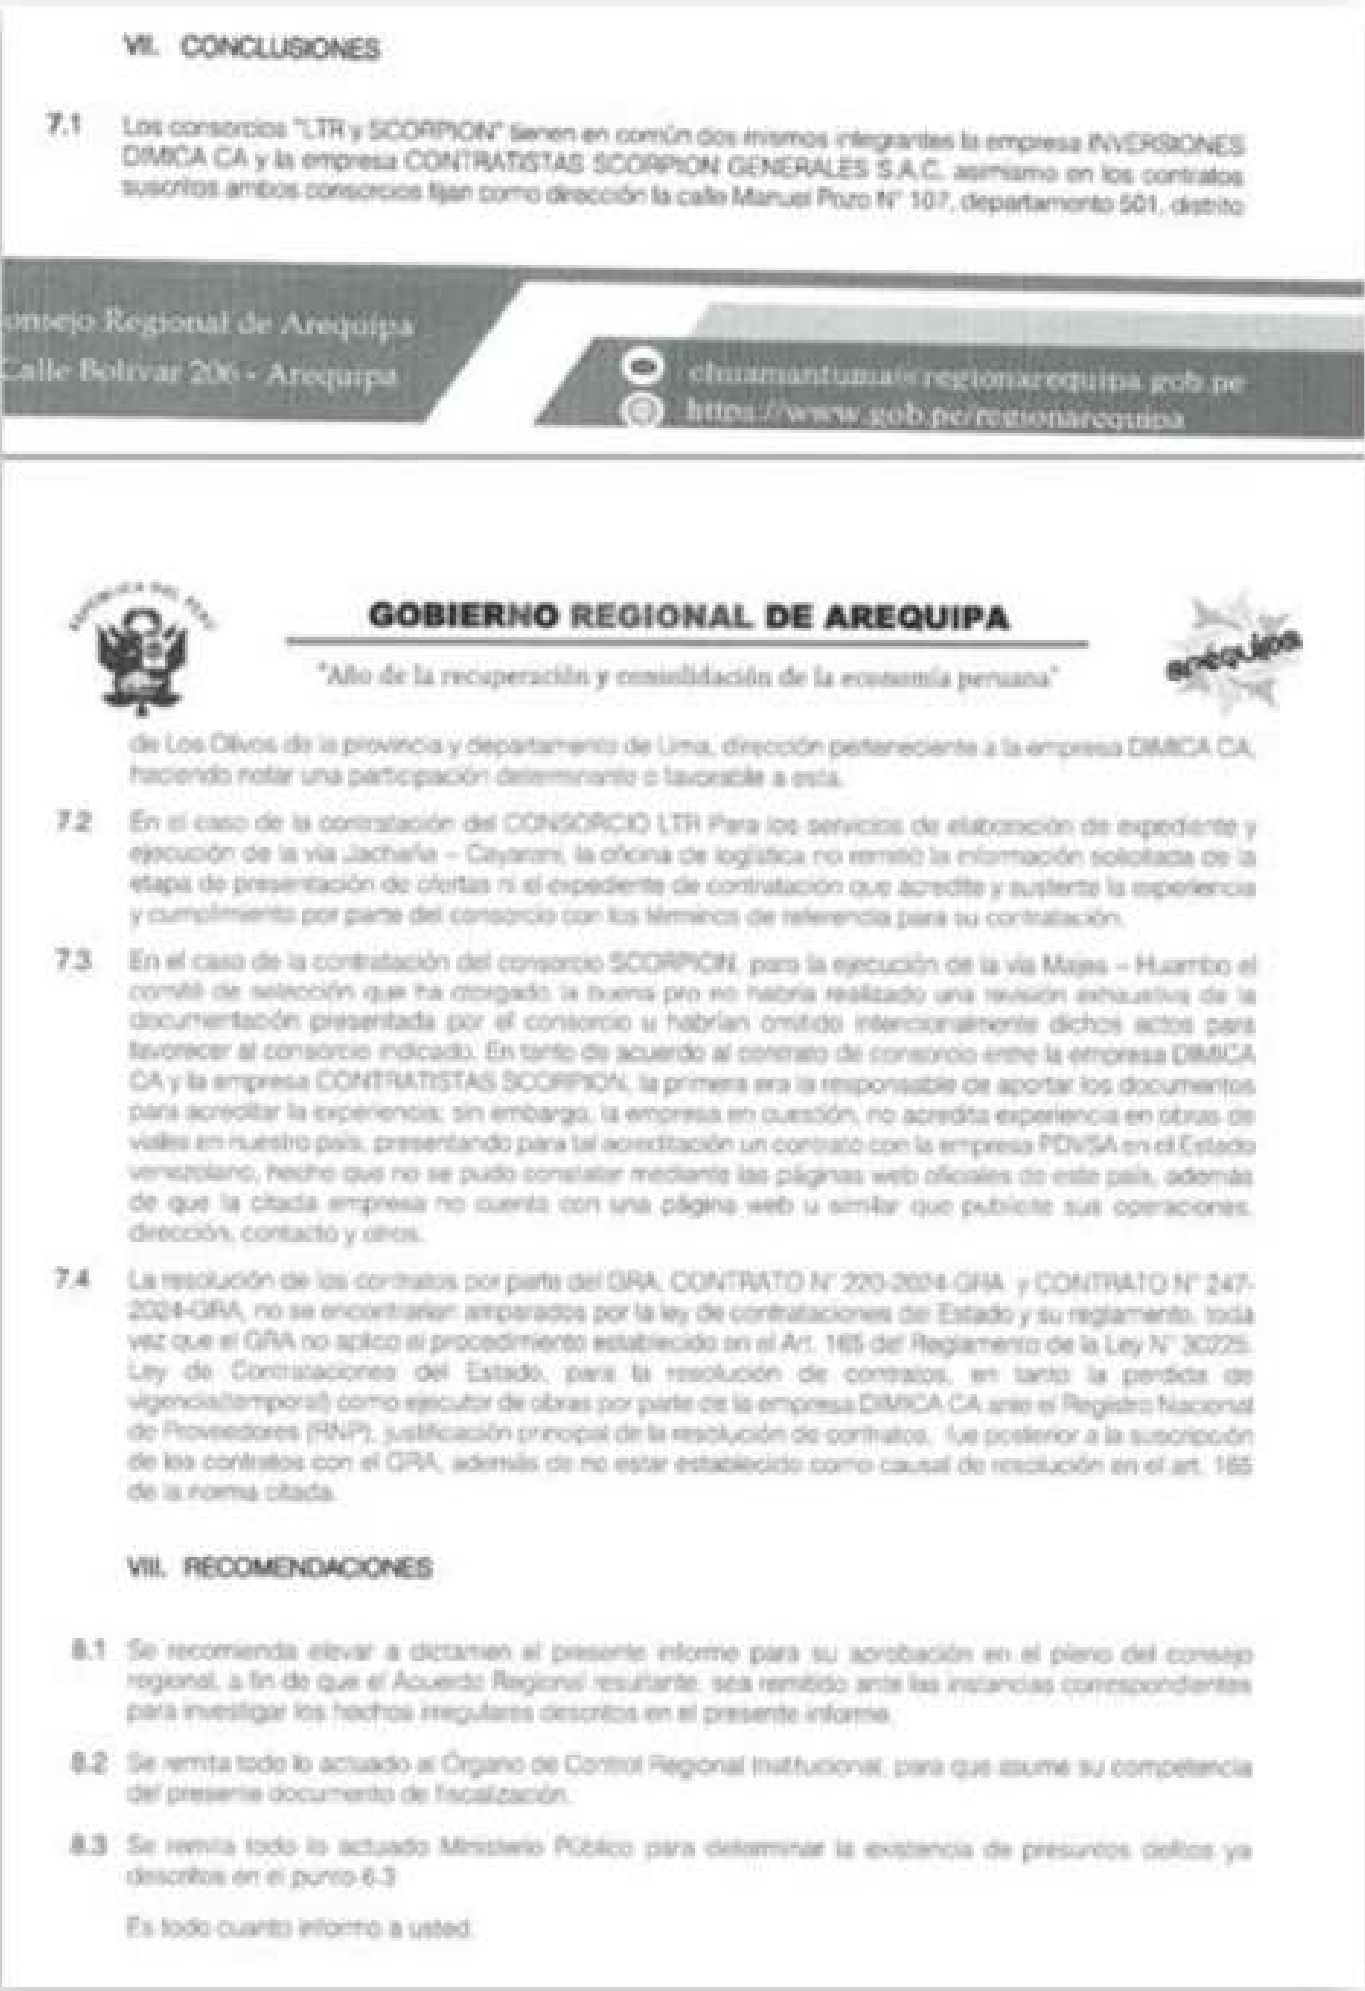 VII. CONCLUSIONES
7.1 Los consorcios "LTR y SCORPION" tienen en común dos mismos integrantes la empresa INVERSIONES
DIMICA CA y la empresa CONTRATISTAS SCORPION GENERALES S.A.C, asimismo en los contratos
suscritos ambos consorcios fijan como dirección la calle Manuel Pozo N° 107, departamento 501, distrito
onsejo Regional de Arequipa
Calle Bolívar 206 - Arequipa
chuamantuma@regionarequipa.gob.pe
https://www.gob.pe/regionarequipa
REPÚBLICA DEL PERÚ
GOBIERNO REGIONAL DE AREQUIPA
arequipa
"Año de la recuperación y consolidación de la economía peruana"
de Los Olivos de la provincia y departamento de Lima, dirección perteneciente a la empresa DIMICA CA,
haciendo notar una participación determinante o favorable a esta.
7.2 En el caso de la contratación del CONSORCIO LTR Para los servicios de elaboración de expediente y
ejecución de la via Jachaña – Cayarani, la oficina de logística no remitió la información solicitada de la
etapa de presentación de ofertas ni el expediente de contratación que acredite y sustente la experiencia
y cumplimiento por parte del consorcio con los términos de referencia para su contratación.
7.3 En el caso de la contratación del consorcio SCORPION, para la ejecución de la via Majes – Huambo el
comité de selección que ha otorgado la buena pro no habría realizado una revisión exhaustiva de la
documentación presentada por el consorcio u habrían omitido intencionalmente dichos actos para
favorecer al consorcio indicado. En tanto de acuerdo al contrato de consorcio entre la empresa DIMICA
CA y la empresa CONTRATISTAS SCORPION, la primera era la responsable de aportar los documentos
para acreditar la experiencia; sin embargo, la empresa en cuestión, no acredita experiencia en obras de
viales en nuestro país, presentando para tal acreditación un contrato con la empresa PDVSA en el Estado
venezolano, hecho que no se pudo constatar mediante las páginas web oficiales de este país, además
de que la citada empresa no cuenta con una página web u similar que publicite sus operaciones,
dirección, contacto y otros.
7.4 La resolución de los contratos por parte del GRA, CONTRATO N° 220-2024-GRA y CONTRATO N° 247-
2024-GRA, no se encontrarían amparados por la ley de contrataciones del Estado y su reglamento, toda
vez que el GRA no aplico el procedimiento establecido en el Art. 165 del Reglamento de la Ley N° 30225,
Ley de Contrataciones del Estado, para la resolución de contratos, en tanto la perdida de
vigencia(temporal) como ejecutor de obras por parte de la empresa DIMICA CA ante el Registro Nacional
de Proveedores (RNP), justificación principal de la resolución de contratos, fue posterior a la suscripción
de los contratos con el GRA, además de no estar establecido como causal de resolución en el art. 165
de la norma citada.
VIII. RECOMENDACIONES
8.1 Se recomienda elevar a dictamen el presente informe para su aprobación en el pleno del consejo
regional, a fin de que el Acuerdo Regional resultante, sea remitido ante las instancias correspondientes
para investigar los hechos irregulares descritos en el presente informe.
8.2 Se remita todo lo actuado al Órgano de Control Regional Institucional, para que asume su competencia
del presente documento de fiscalización.
8.3 Se remita todo lo actuado Ministerio Público para determinar la existencia de presuntos delitos ya
descritos en el punto 6.3
Es todo cuanto informo a usted.